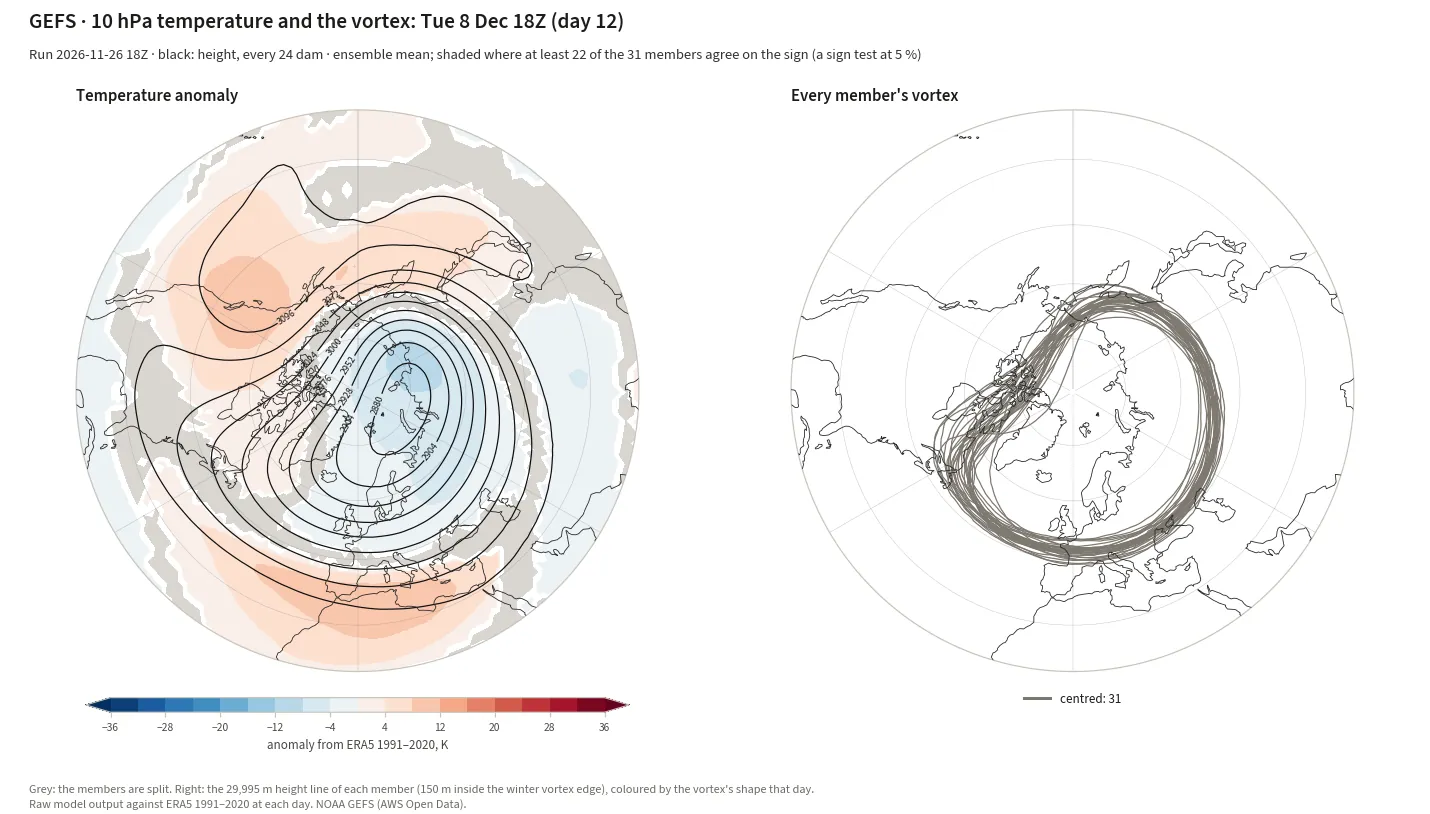 GEFS · 10 hPa temperature and the vortex: Tue 8 Dec 18Z (day 12)
Run 2026-11-26 18Z · black: height, every 24 dam · ensemble mean; shaded where at least 22 of the 31 members agree on the sign (a sign test at 5 %)
Temperature anomaly
Every member's vortex
3096
3072
3048
3000
2952
2928
2880
2904
centred: 31
−36 −28 −20 −12 −4 4 12 20 28 36
anomaly from ERA5 1991–2020, K
Grey: the members are split. Right: the 29,995 m height line of each member (150 m inside the winter vortex edge), coloured by the vortex's shape that day.
Raw model output against ERA5 1991–2020 at each day. NOAA GEFS (AWS Open Data).